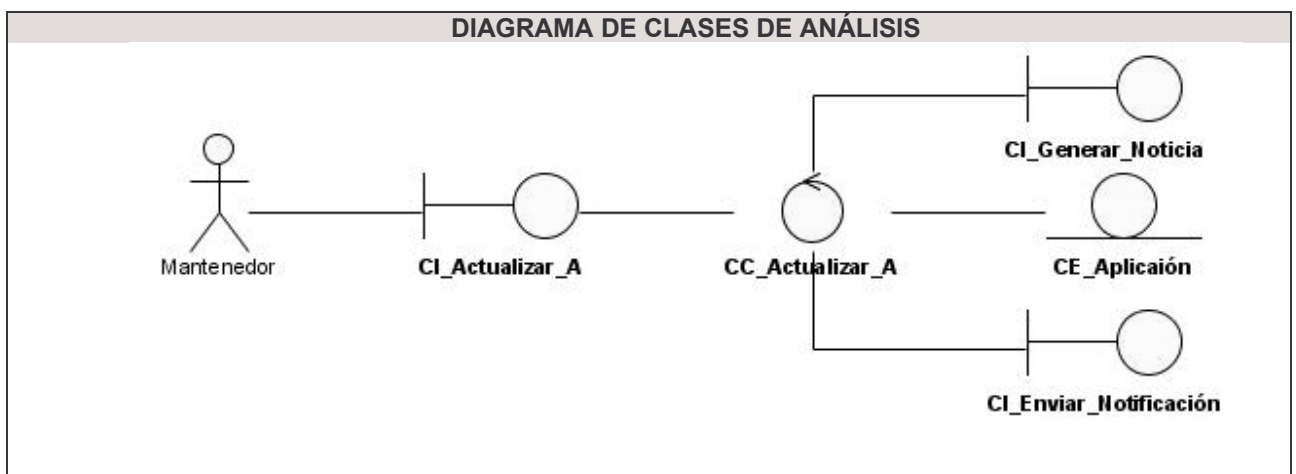 DIAGRAMA DE CLASES DE ANÁLISIS
CI_Generar_Noticia
Mantenedor
CI_Actualizar_A
CC_Actualizar_A
CE_Aplicaión
CI_Enviar_Notificación